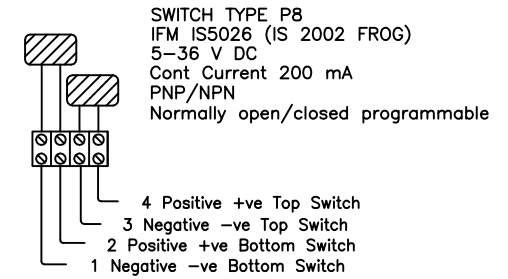 SWITCH TYPE P8
IFM IS5026 (IS 2002 FROG)
5-36 V DC
Cont Current 200 mA
PNP/NPN
Normally open/closed programmable
4 Positive +ve Top Switch
3 Negative -ve Top Switch
2 Positive +ve Bottom Switch
1 Negative -ve Bottom Switch